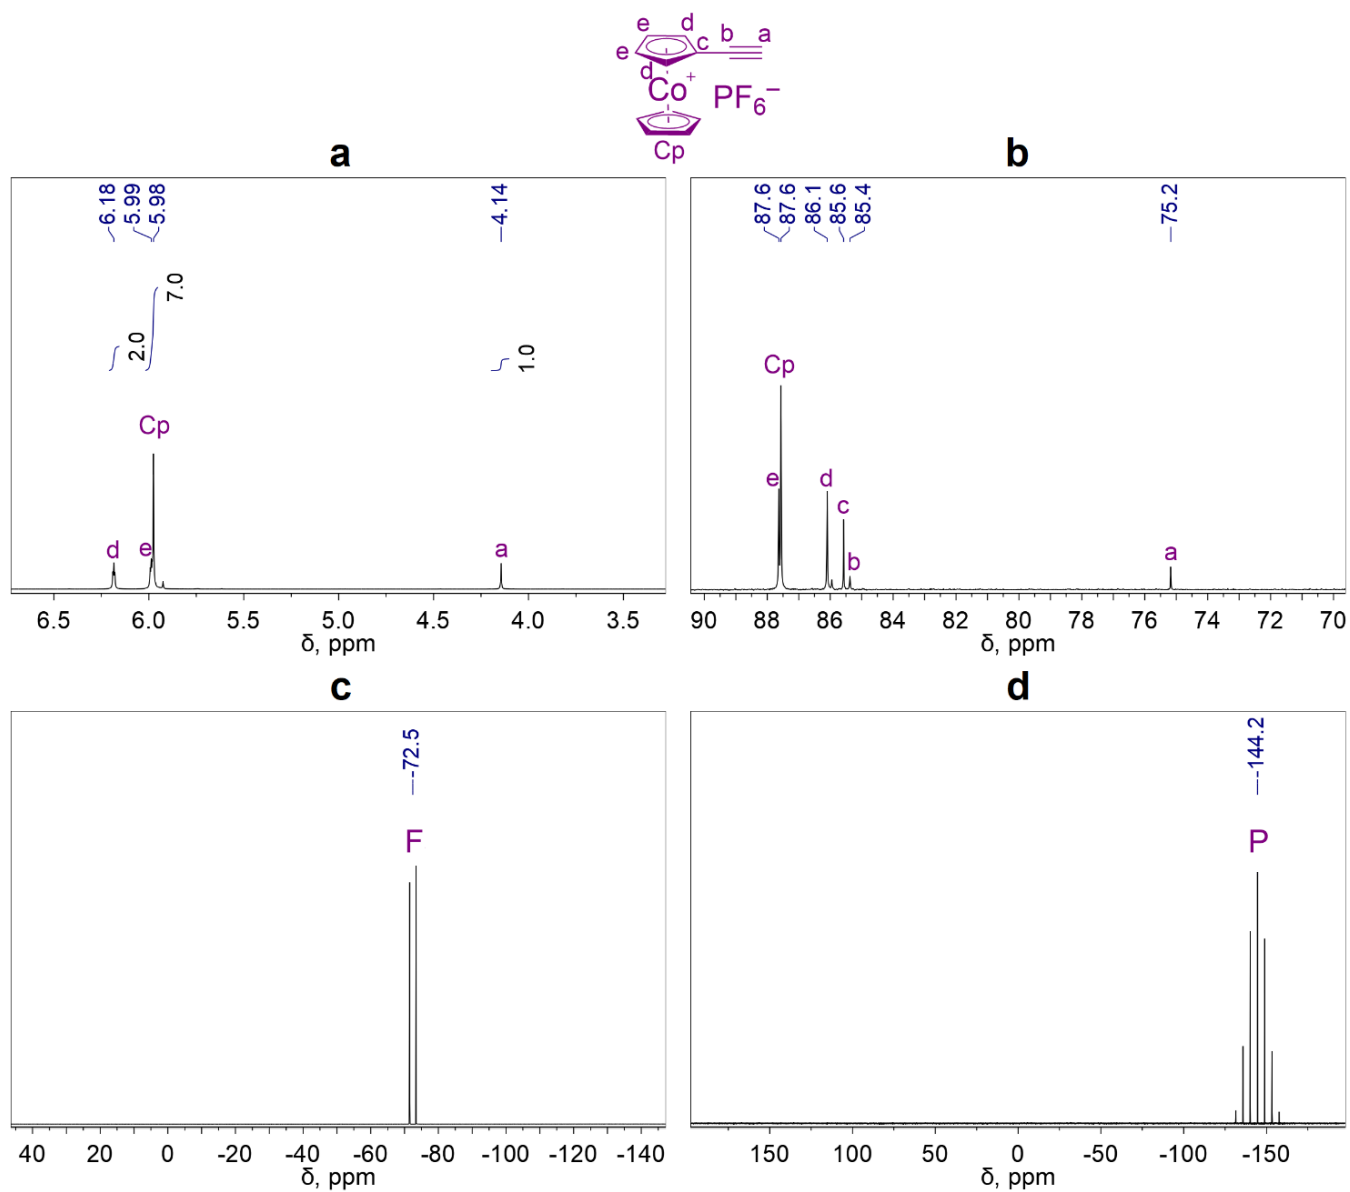 e d b a
e c
d
Co+ PF6−
Cp
a
6.18
5.99
5.98
4.14
2.0
7.0
1.0
Cp
d e a
6.5 6.0 5.5 5.0 4.5 4.0 3.5
δ, ppm
b
87.6
87.6
86.1
85.6
85.4
75.2
Cp
e d c b a
90 88 86 84 82 80 78 76 74 72 70
δ, ppm
c
-72.5
F
40 20 0 -20 -40 -60 -80 -100 -120 -140
δ, ppm
d
-144.2
P
150 100 50 0 -50 -100 -150
δ, ppm